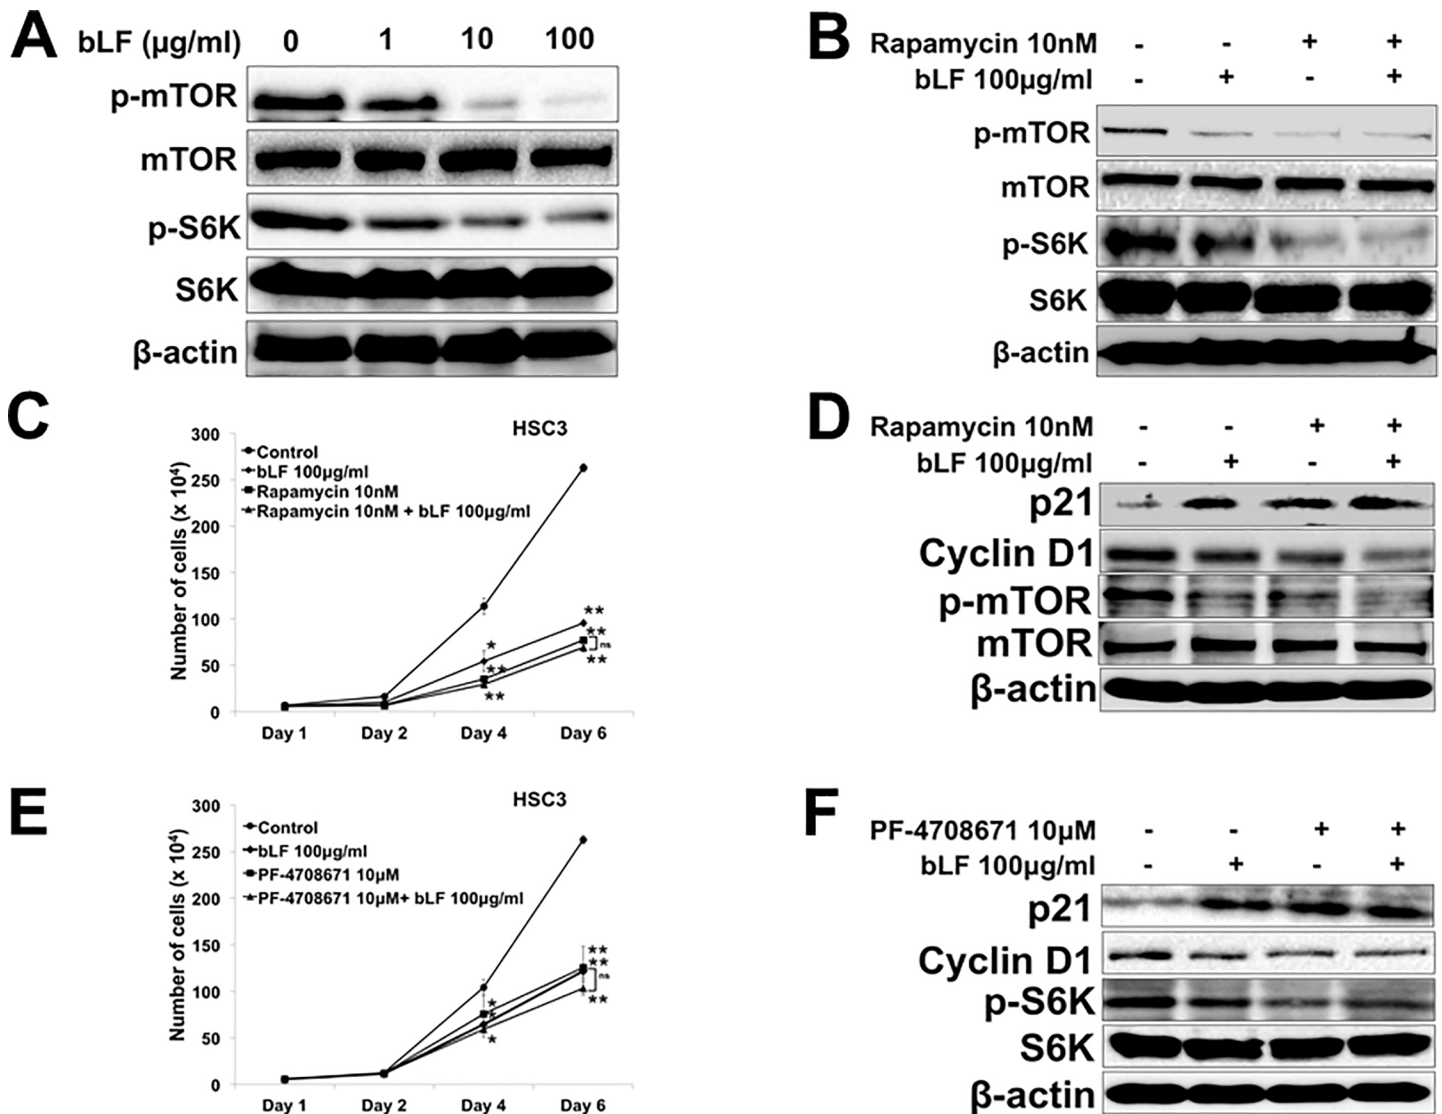 A
bLF (µg/ml) 0 1 10 100
p-mTOR
mTOR
p-S6K
S6K
β-actin
B
Rapamycin 10nM - - + +
bLF 100µg/ml - + - +
p-mTOR
mTOR
p-S6K
S6K
β-actin
C
HSC3
Number of cells (x 10⁴)
300
250
200
150
100
50
0
Control
bLF 100µg/ml
Rapamycin 10nM
Rapamycin 10nM + bLF 100µg/ml
*
**
**
**
**
ns
**
Day 1 Day 2 Day 4 Day 6
D
Rapamycin 10nM - - + +
bLF 100µg/ml - + - +
p21
Cyclin D1
p-mTOR
mTOR
β-actin
E
HSC3
Number of cells (x 10⁴)
300
250
200
150
100
50
0
Control
bLF 100µg/ml
PF-4708671 10µM
PF-4708671 10µM+ bLF 100µg/ml
*
*
*
**
**
ns
**
Day 1 Day 2 Day 4 Day 6
F
PF-4708671 10µM - - + +
bLF 100µg/ml - + - +
p21
Cyclin D1
p-S6K
S6K
β-actin